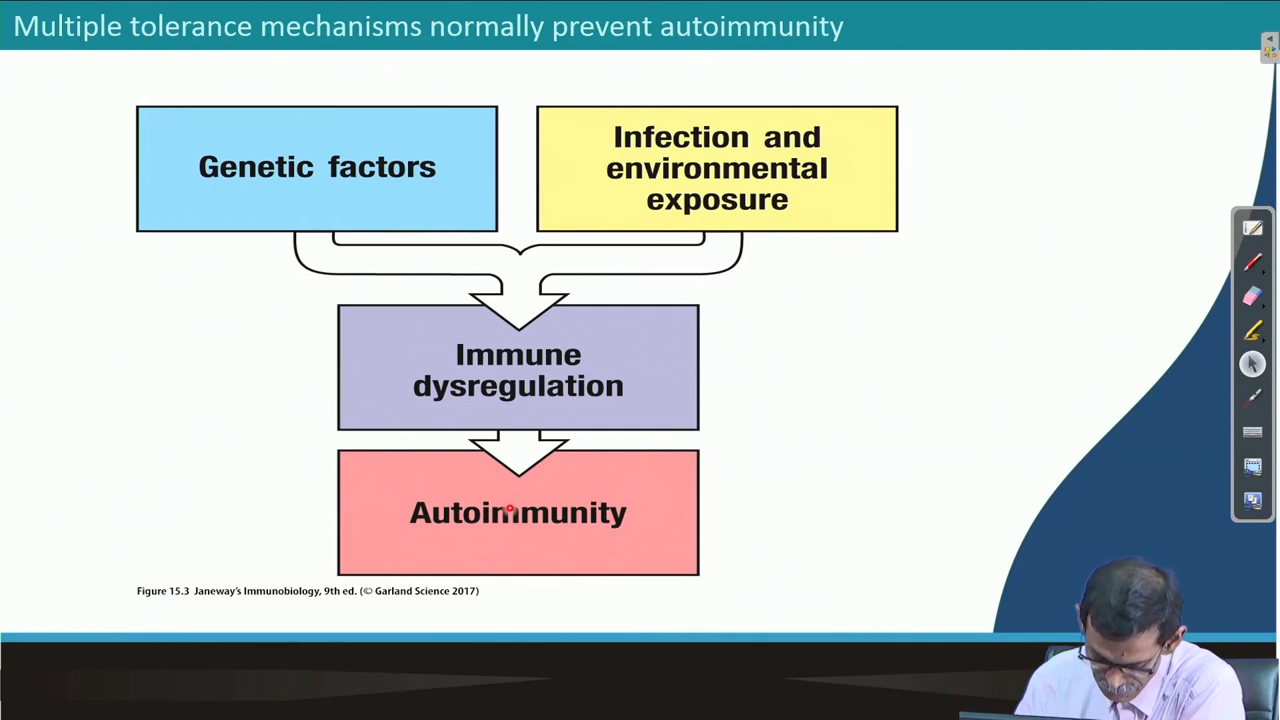 Multiple tolerance mechanisms normally prevent autoimmunity
Genetic factors
Infection and
environmental
exposure
Immune
dysregulation
Autoimmunity
Figure 15.3 Janeway's Immunobiology, 9th ed. (© Garland Science 2017)